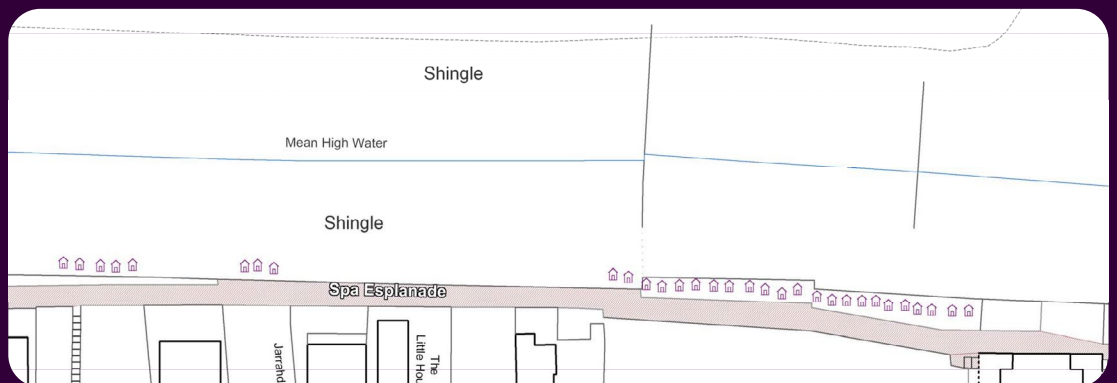 Shingle
Mean High Water
Shingle
Spa Esplanade
The
Little Hou
Jarrahd